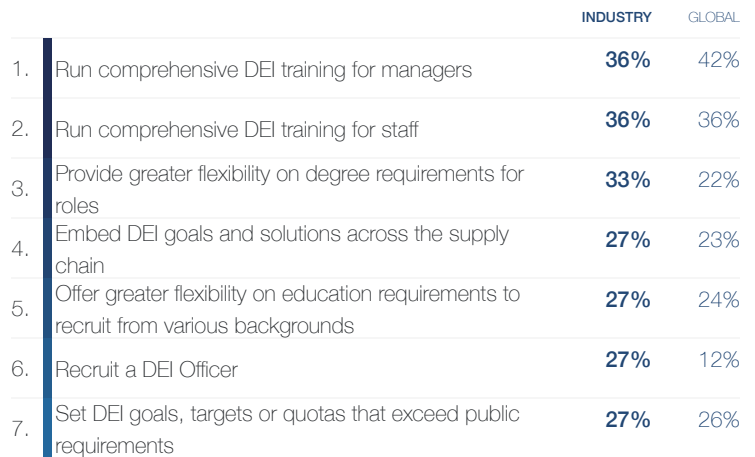 INDUSTRY GLOBAL
1. Run comprehensive DEI training for managers 36% 42%
2. Run comprehensive DEI training for staff 36% 36%
3. Provide greater flexibility on degree requirements for 33% 22%
roles
4. Embed DEI goals and solutions across the supply 27% 23%
chain
5. Offer greater flexibility on education requirements to 27% 24%
recruit from various backgrounds
6. Recruit a DEI Officer 27% 12%
7. Set DEI goals, targets or quotas that exceed public 27% 26%
requirements